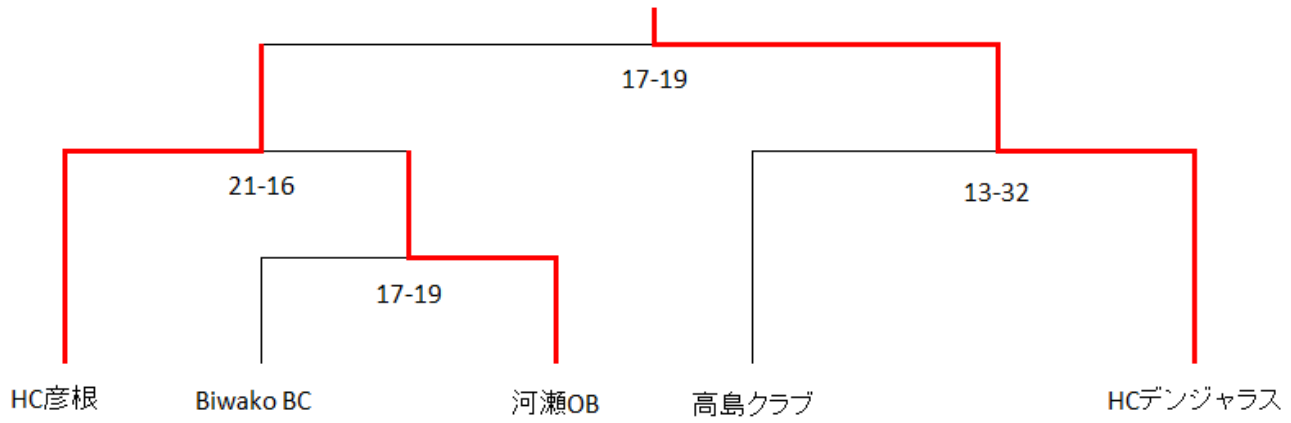 17-19
21-16
13-32
17-19
HC彦根
Biwako BC
河瀬OB
高島クラブ
HCデンジャラス